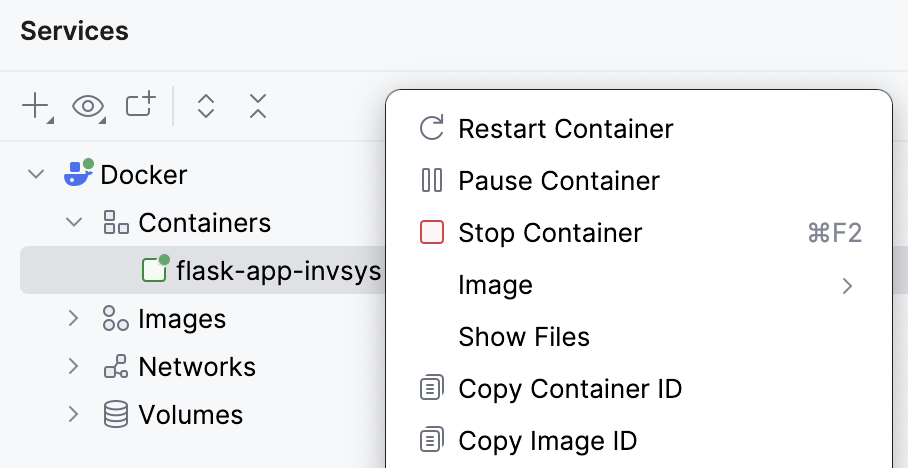 Services
Docker
Containers
flask-app-invsys
Images
Networks
Volumes
Restart Container
Pause Container
Stop Container ⌘F2
Image
Show Files
Copy Container ID
Copy Image ID